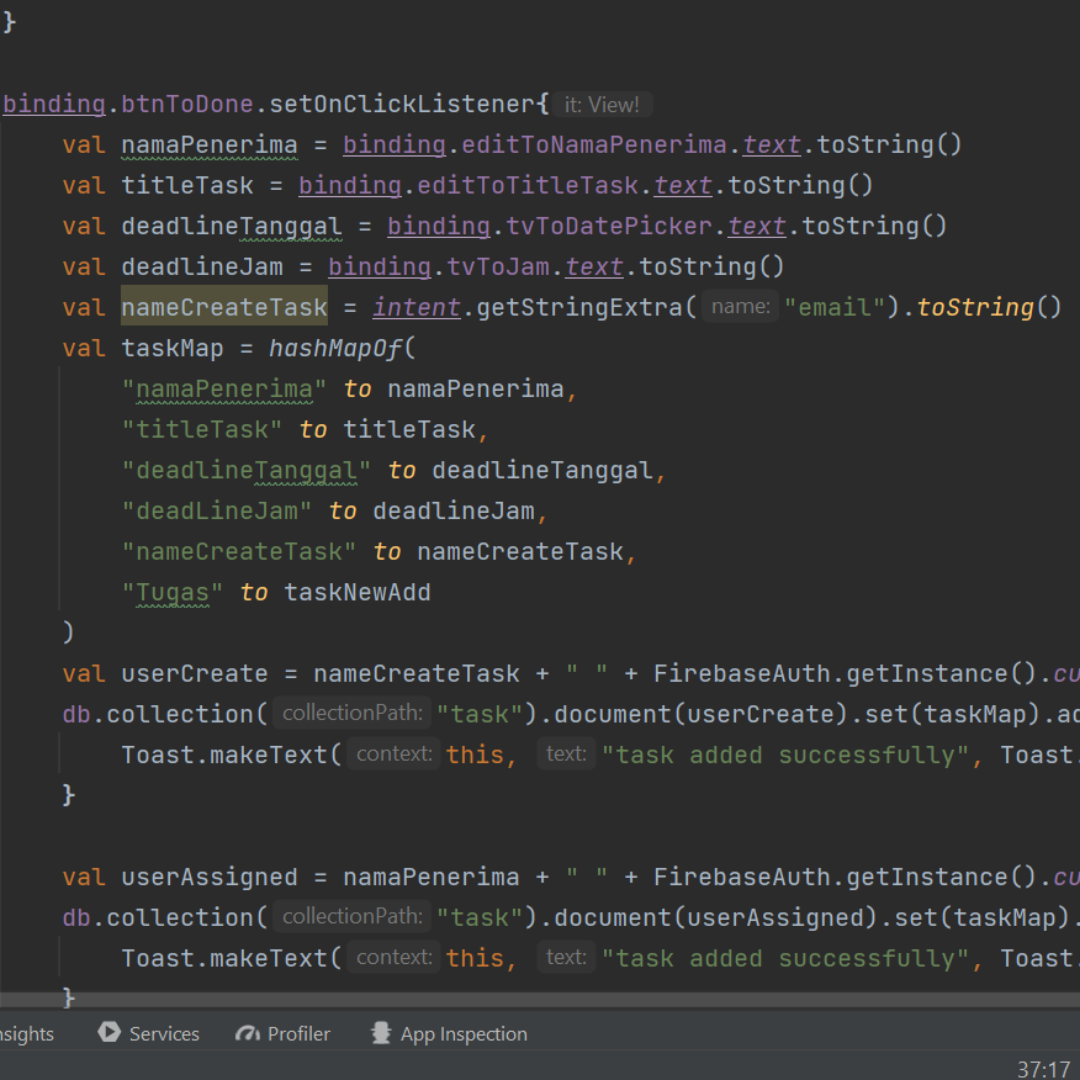 }
binding.btnToDone.setOnClickListener{ it: View!
val namaPenerima = binding.editToNamaPenerima.text.toString()
val titleTask = binding.editToTitleTask.text.toString()
val deadlineTanggal = binding.tvToDatePicker.text.toString()
val deadlineJam = binding.tvToJam.text.toString()
val nameCreateTask = intent.getStringExtra( name: "email").toString()
val taskMap = hashMapOf(
"namaPenerima" to namaPenerima,
"titleTask" to titleTask,
"deadlineTanggal" to deadlineTanggal,
"deadLineJam" to deadlineJam,
"nameCreateTask" to nameCreateTask,
"Tugas" to taskNewAdd
)
val userCreate = nameCreateTask + " " + FirebaseAuth.getInstance().cu
db.collection( collectionPath: "task").document(userCreate).set(taskMap).ad
Toast.makeText( context: this, text: "task added successfully", Toast.
}
val userAssigned = namaPenerima + " " + FirebaseAuth.getInstance().cu
db.collection( collectionPath: "task").document(userAssigned).set(taskMap).
Toast.makeText( context: this, text: "task added successfully", Toast.
}
nsights Services Profiler App Inspection
37:17